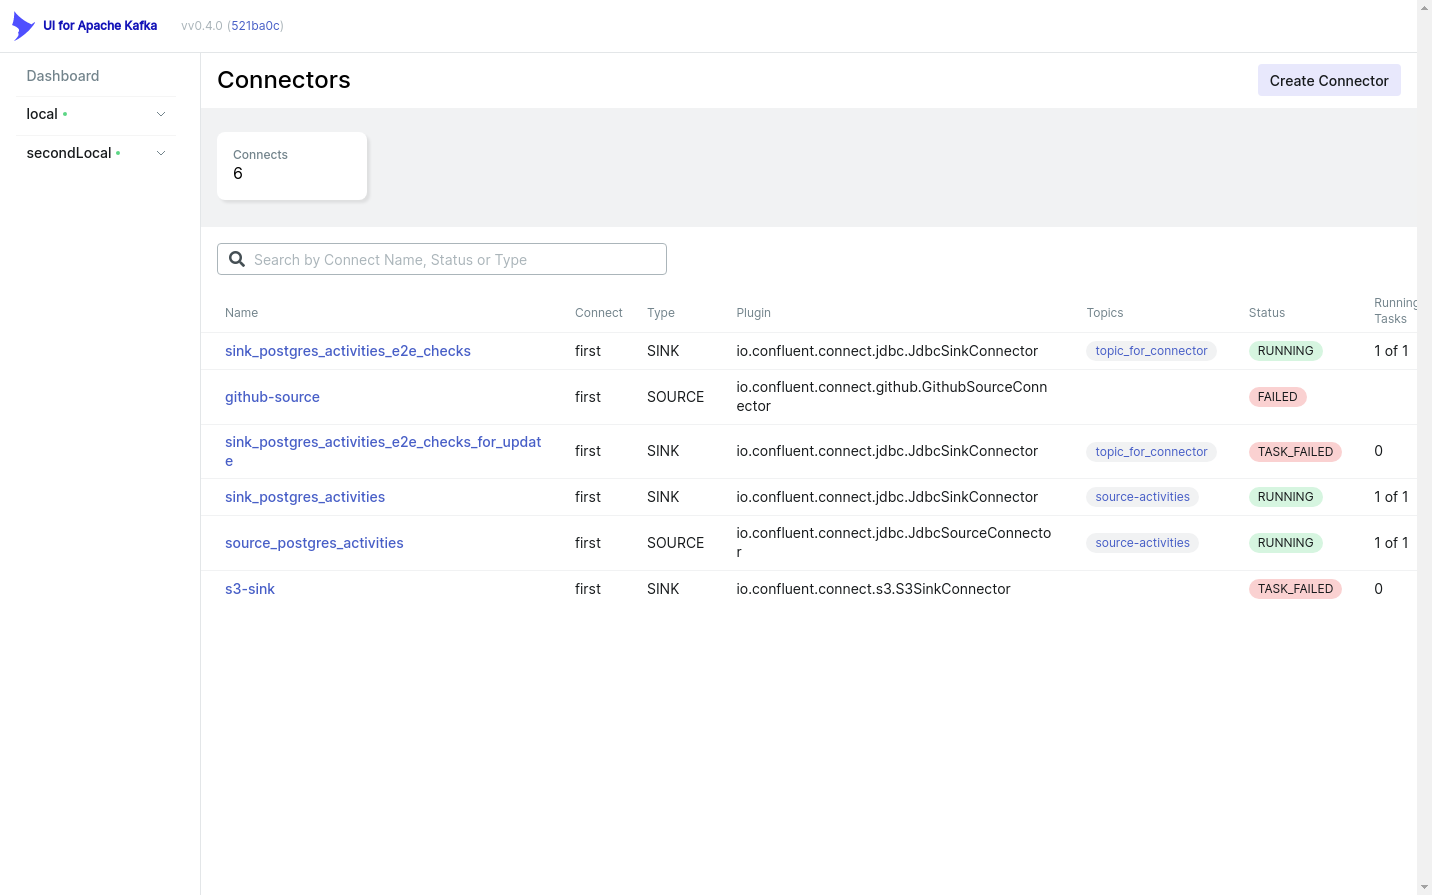 UI for Apache Kafka vv0.4.0 (521ba0c)
Dashboard
local
secondLocal
Connectors
Create Connector
Connects
6
Search by Connect Name, Status or Type
Name Connect Type Plugin Topics Status Running
Tasks
sink_postgres_activities_e2e_checks first SINK io.confluent.connect.jdbc.JdbcSinkConnector topic_for_connector RUNNING 1 of 1
github-source first SOURCE io.confluent.connect.github.GithubSourceConn
ector FAILED
sink_postgres_activities_e2e_checks_for_updat
e first SINK io.confluent.connect.jdbc.JdbcSinkConnector topic_for_connector TASK_FAILED 0
sink_postgres_activities first SINK io.confluent.connect.jdbc.JdbcSinkConnector source-activities RUNNING 1 of 1
source_postgres_activities first SOURCE io.confluent.connect.jdbc.JdbcSourceConnecto
r source-activities RUNNING 1 of 1
s3-sink first SINK io.confluent.connect.s3.S3SinkConnector TASK_FAILED 0